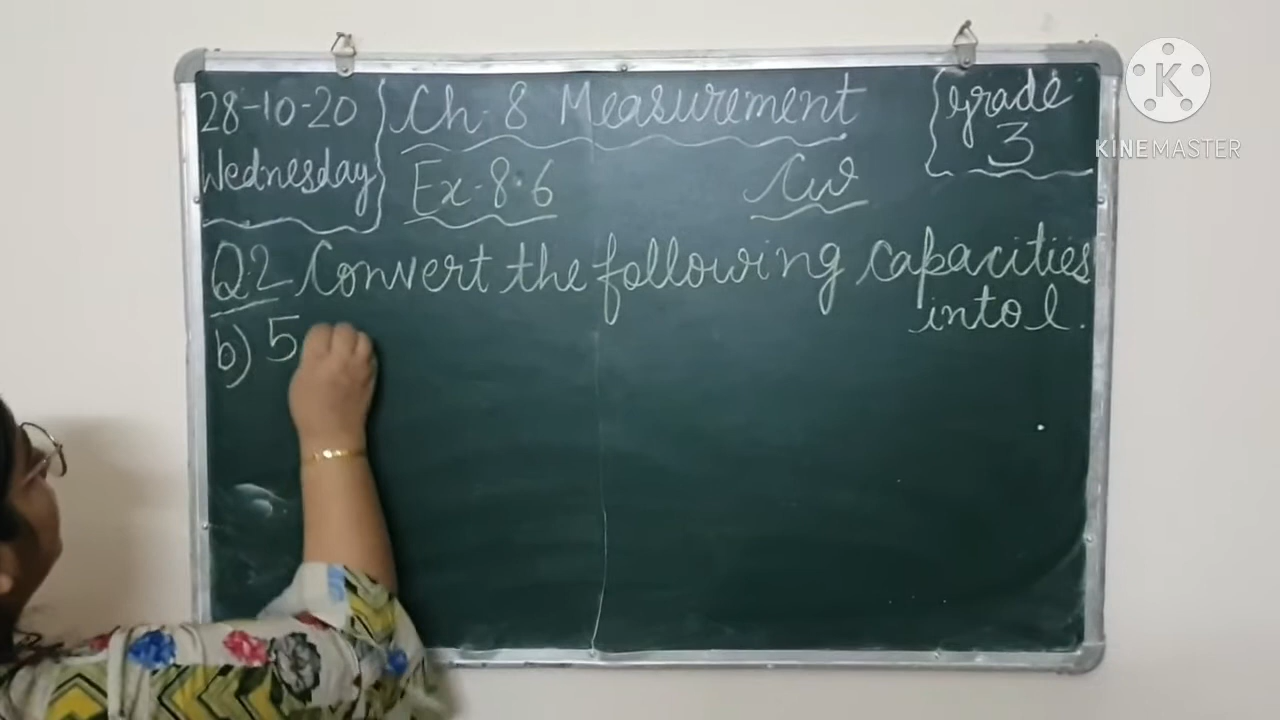 28-10-20
Wednesday
Ch-8 Measurement
Ex-8.6
CW
Grade
3
Q.2 Convert the following capacities
into l.
b) 5
K
KINEMASTER